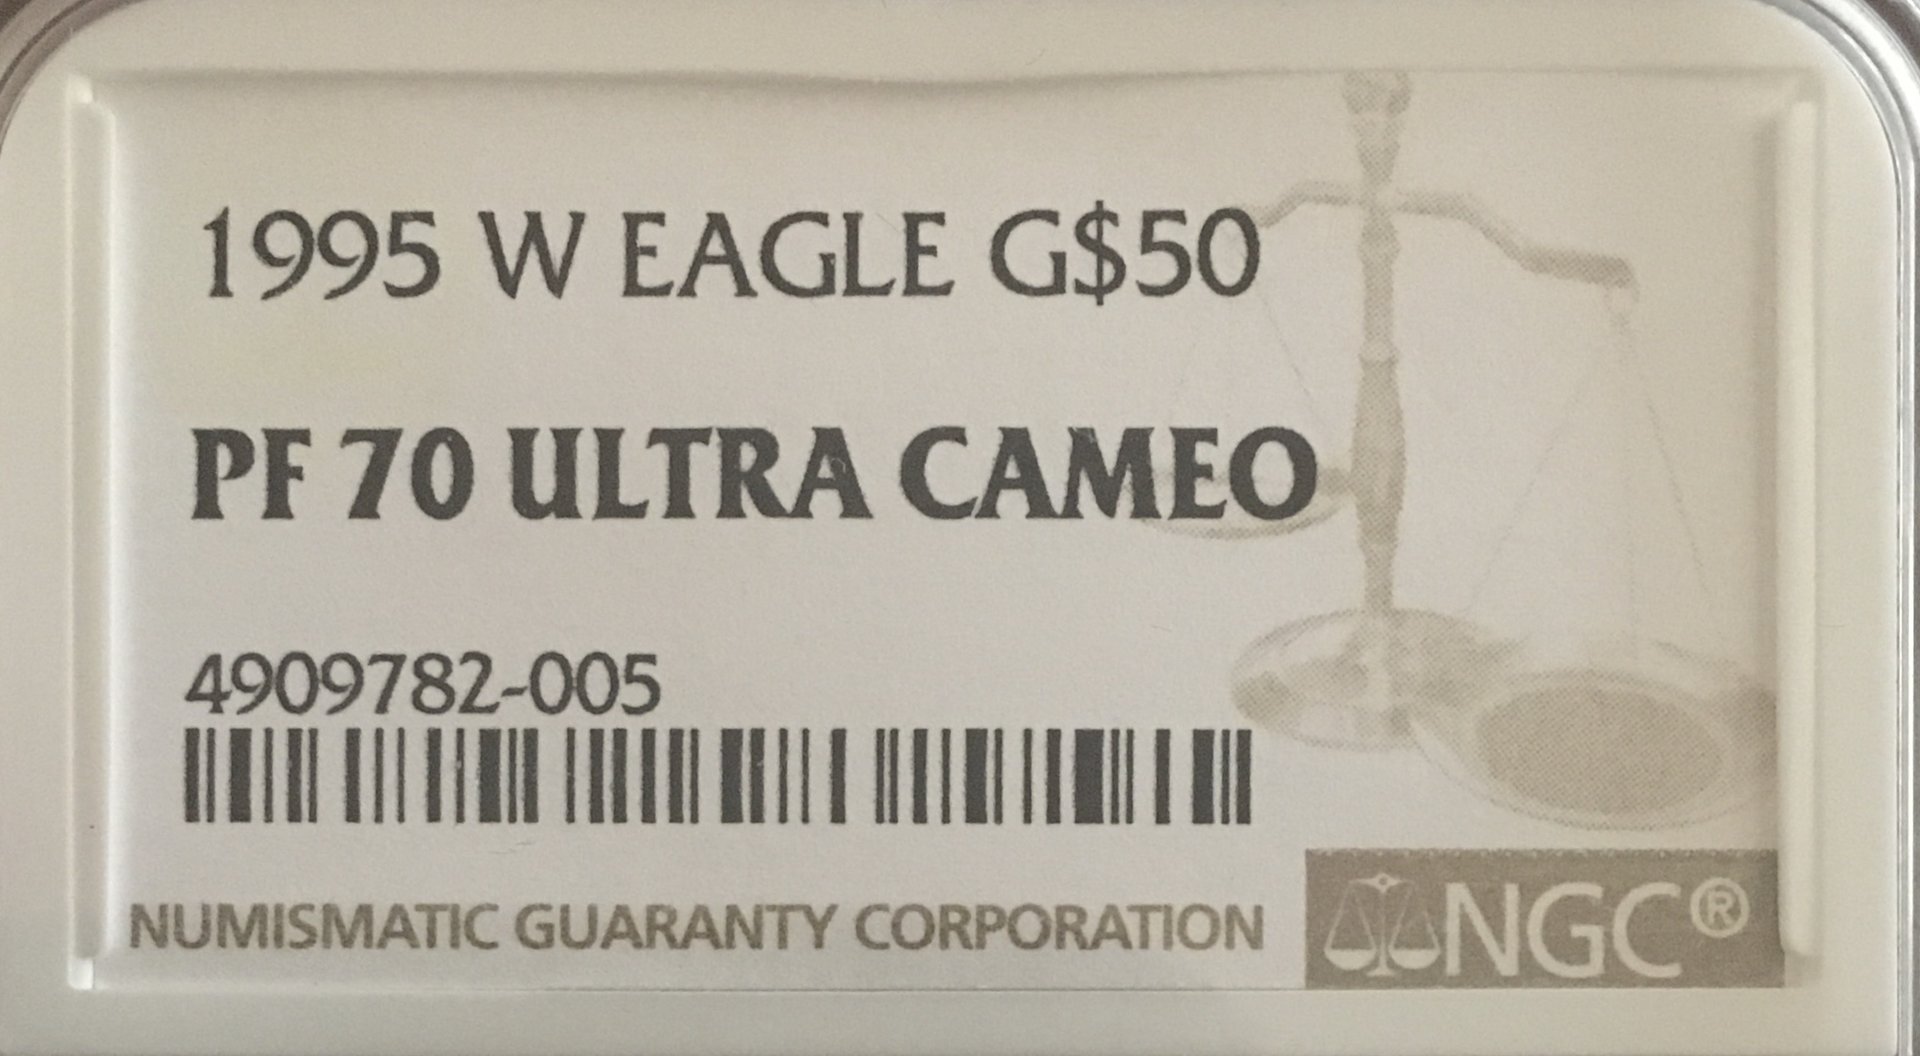 1995 W EAGLE G$50
PF 70 ULTRA CAMEO
4909782-005
NUMISMATIC GUARANTY CORPORATION
NGC®